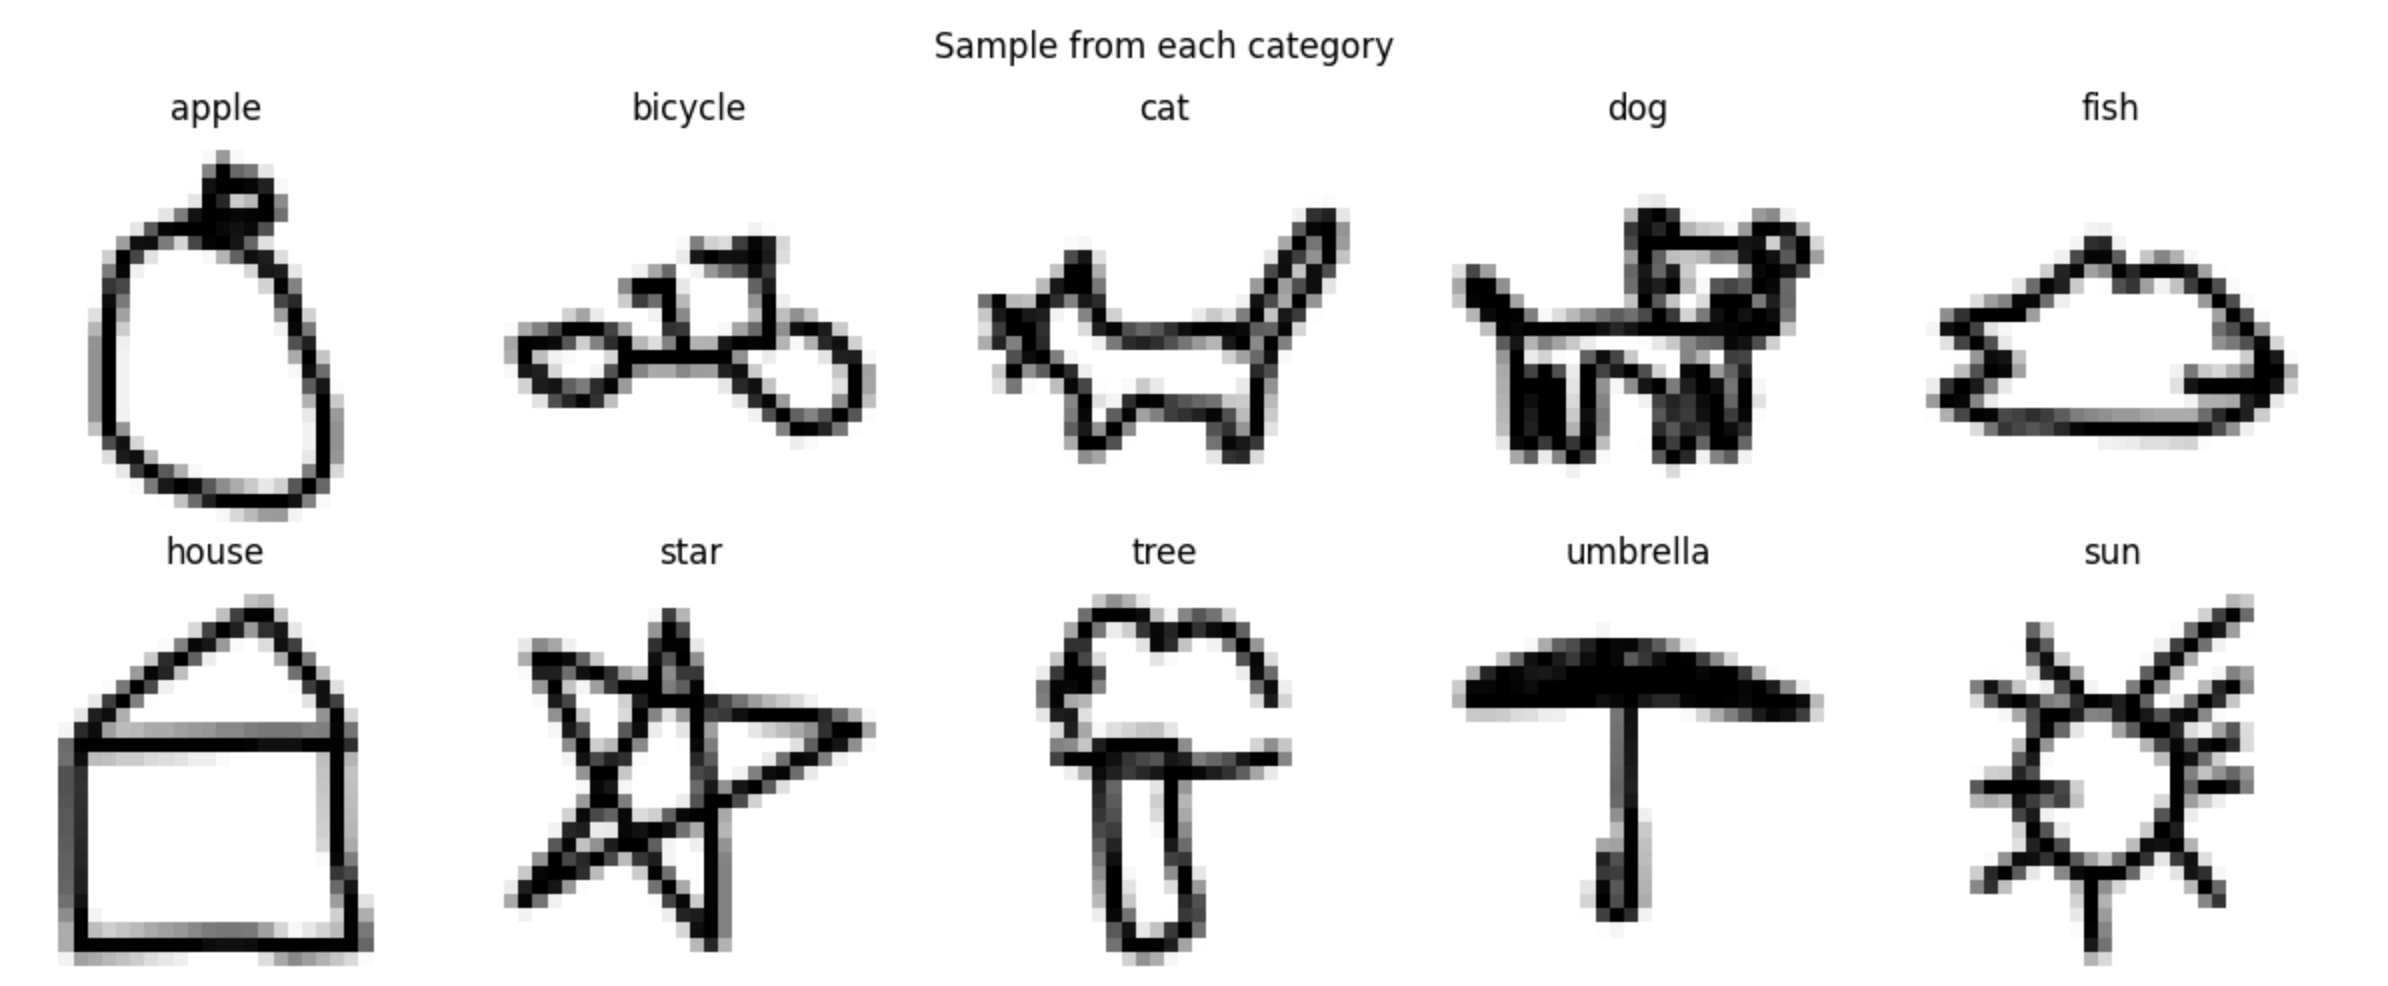 Sample from each category
apple bicycle cat dog fish
house star tree umbrella sun